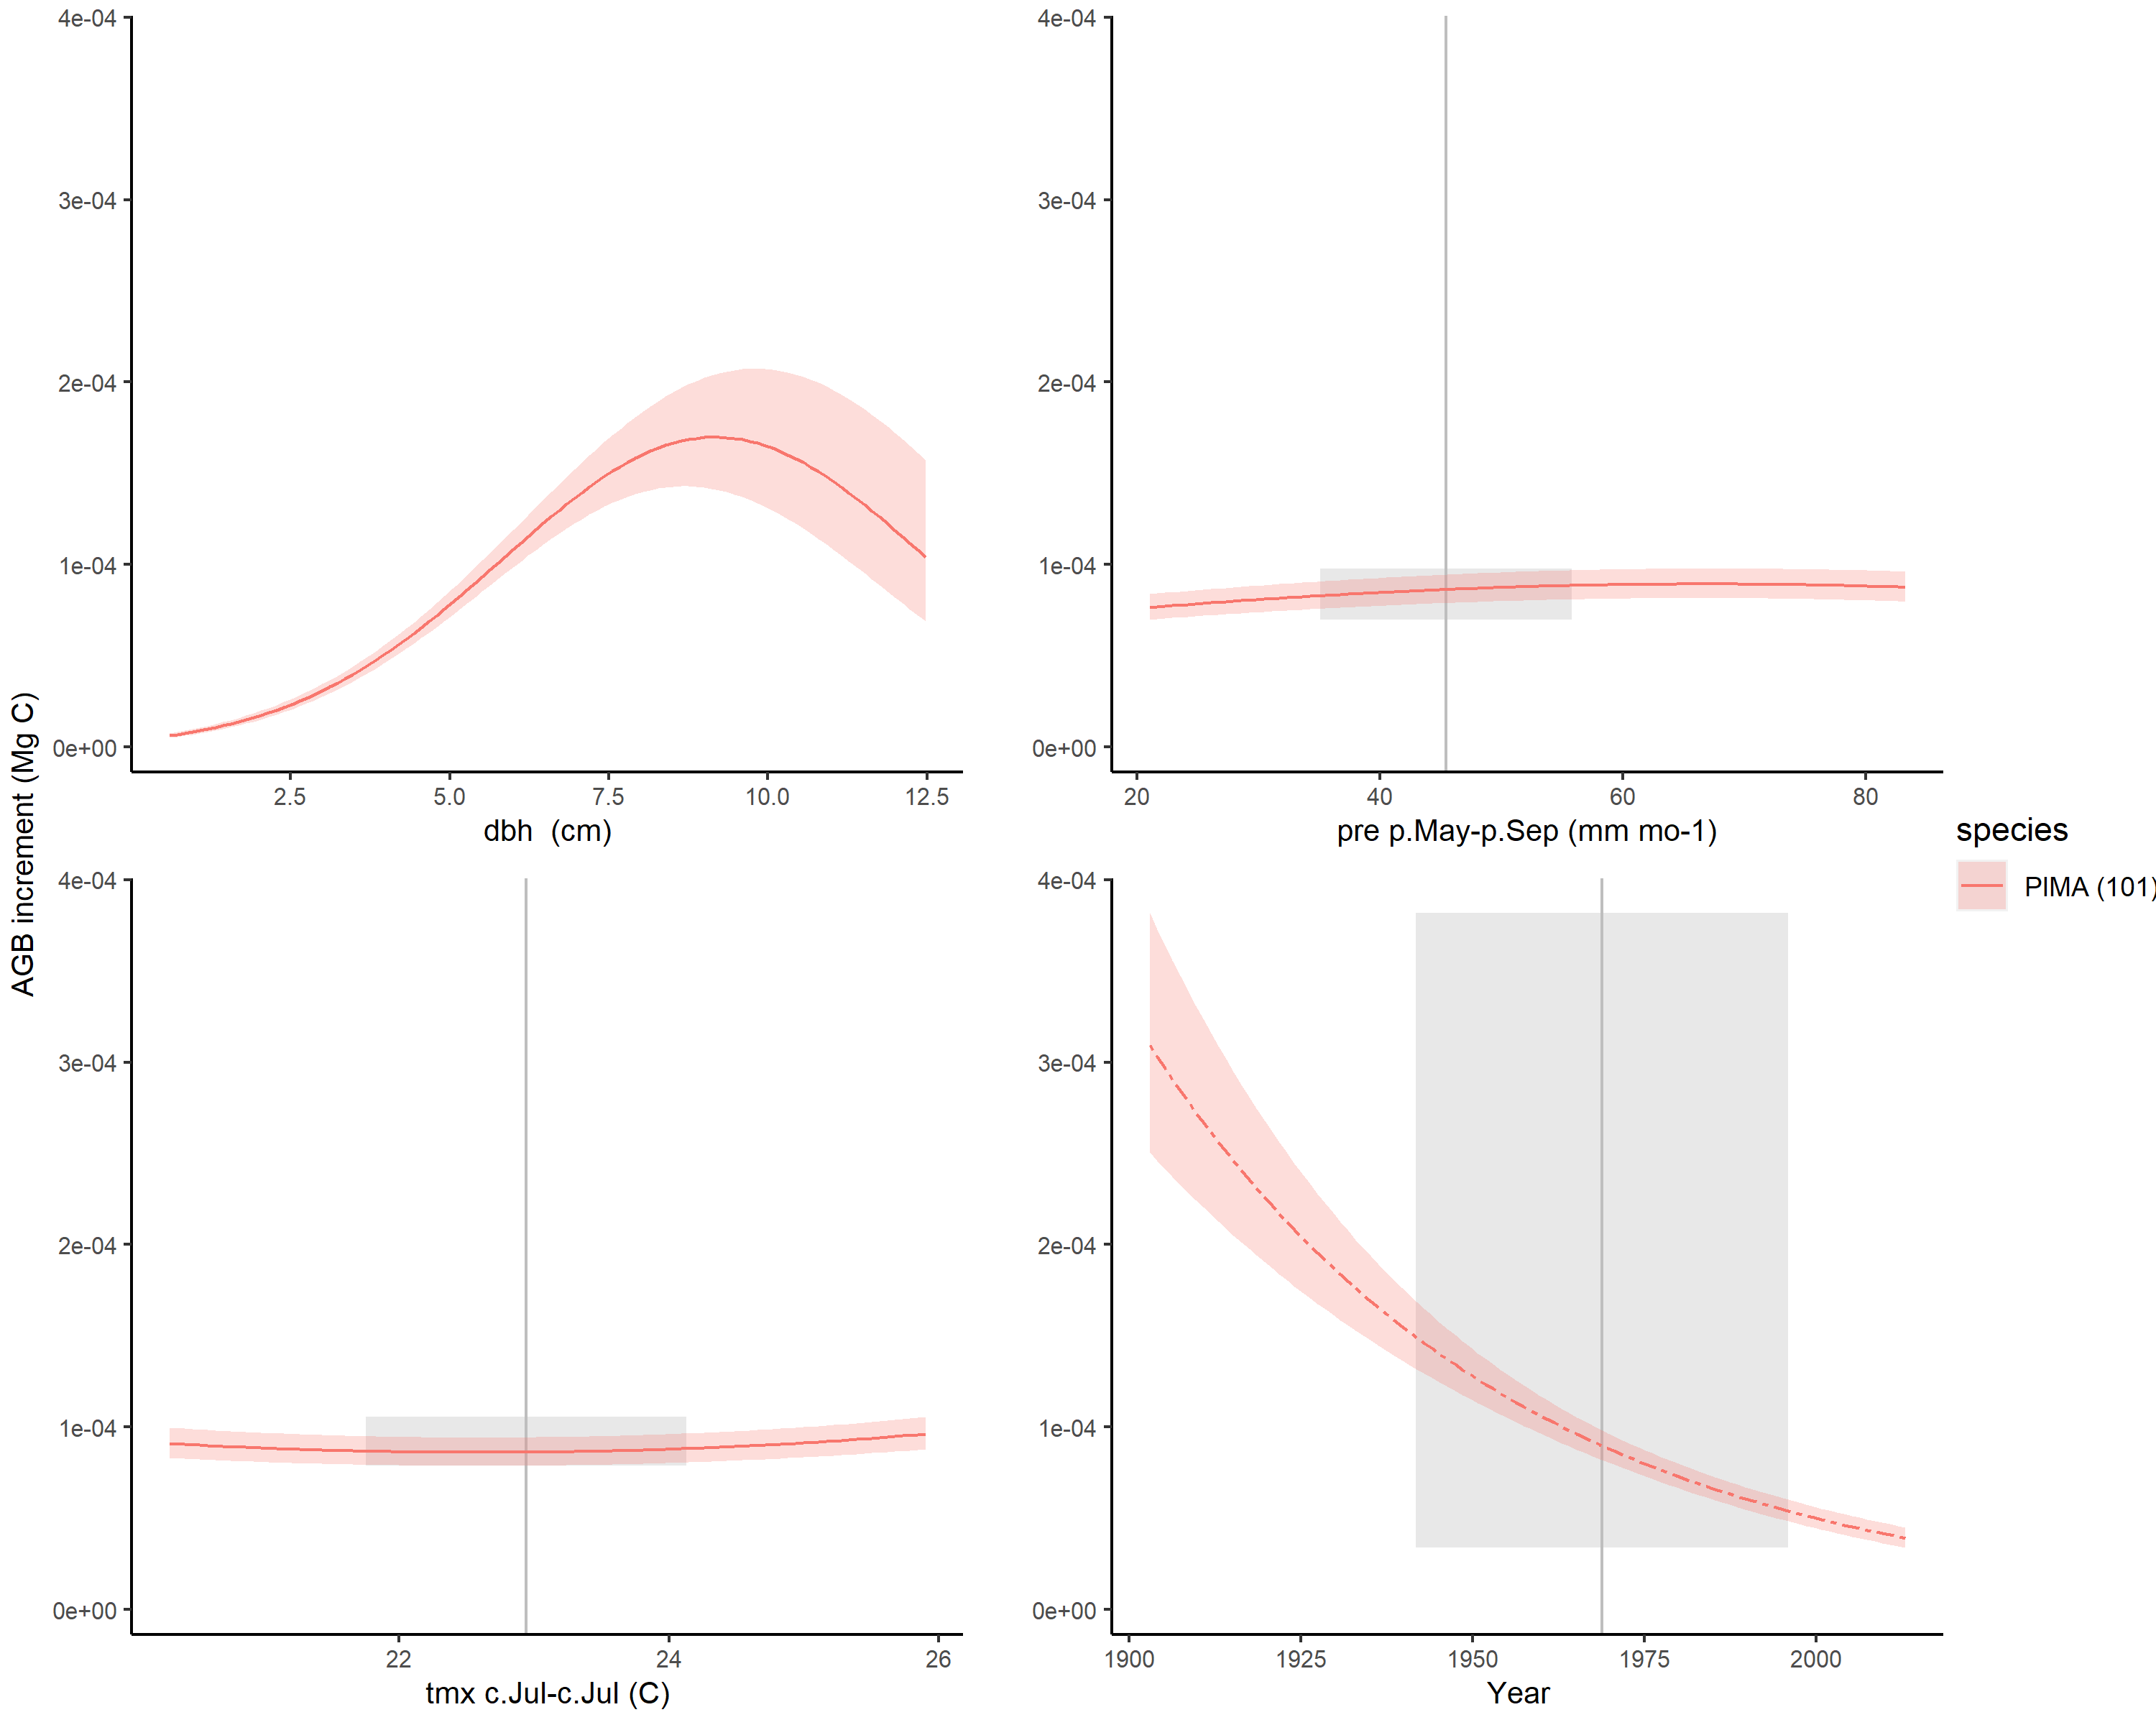 AGB increment (Mg C)
4e-04
3e-04
2e-04
1e-04
0e+00
2.5 5.0 7.5 10.0 12.5
dbh  (cm)
4e-04
3e-04
2e-04
1e-04
0e+00
20 40 60 80
pre p.May-p.Sep (mm mo-1)
4e-04
3e-04
2e-04
1e-04
0e+00
22 24 26
tmx c.Jul-c.Jul (C)
4e-04
3e-04
2e-04
1e-04
0e+00
1900 1925 1950 1975 2000
Year
species
PIMA (101)